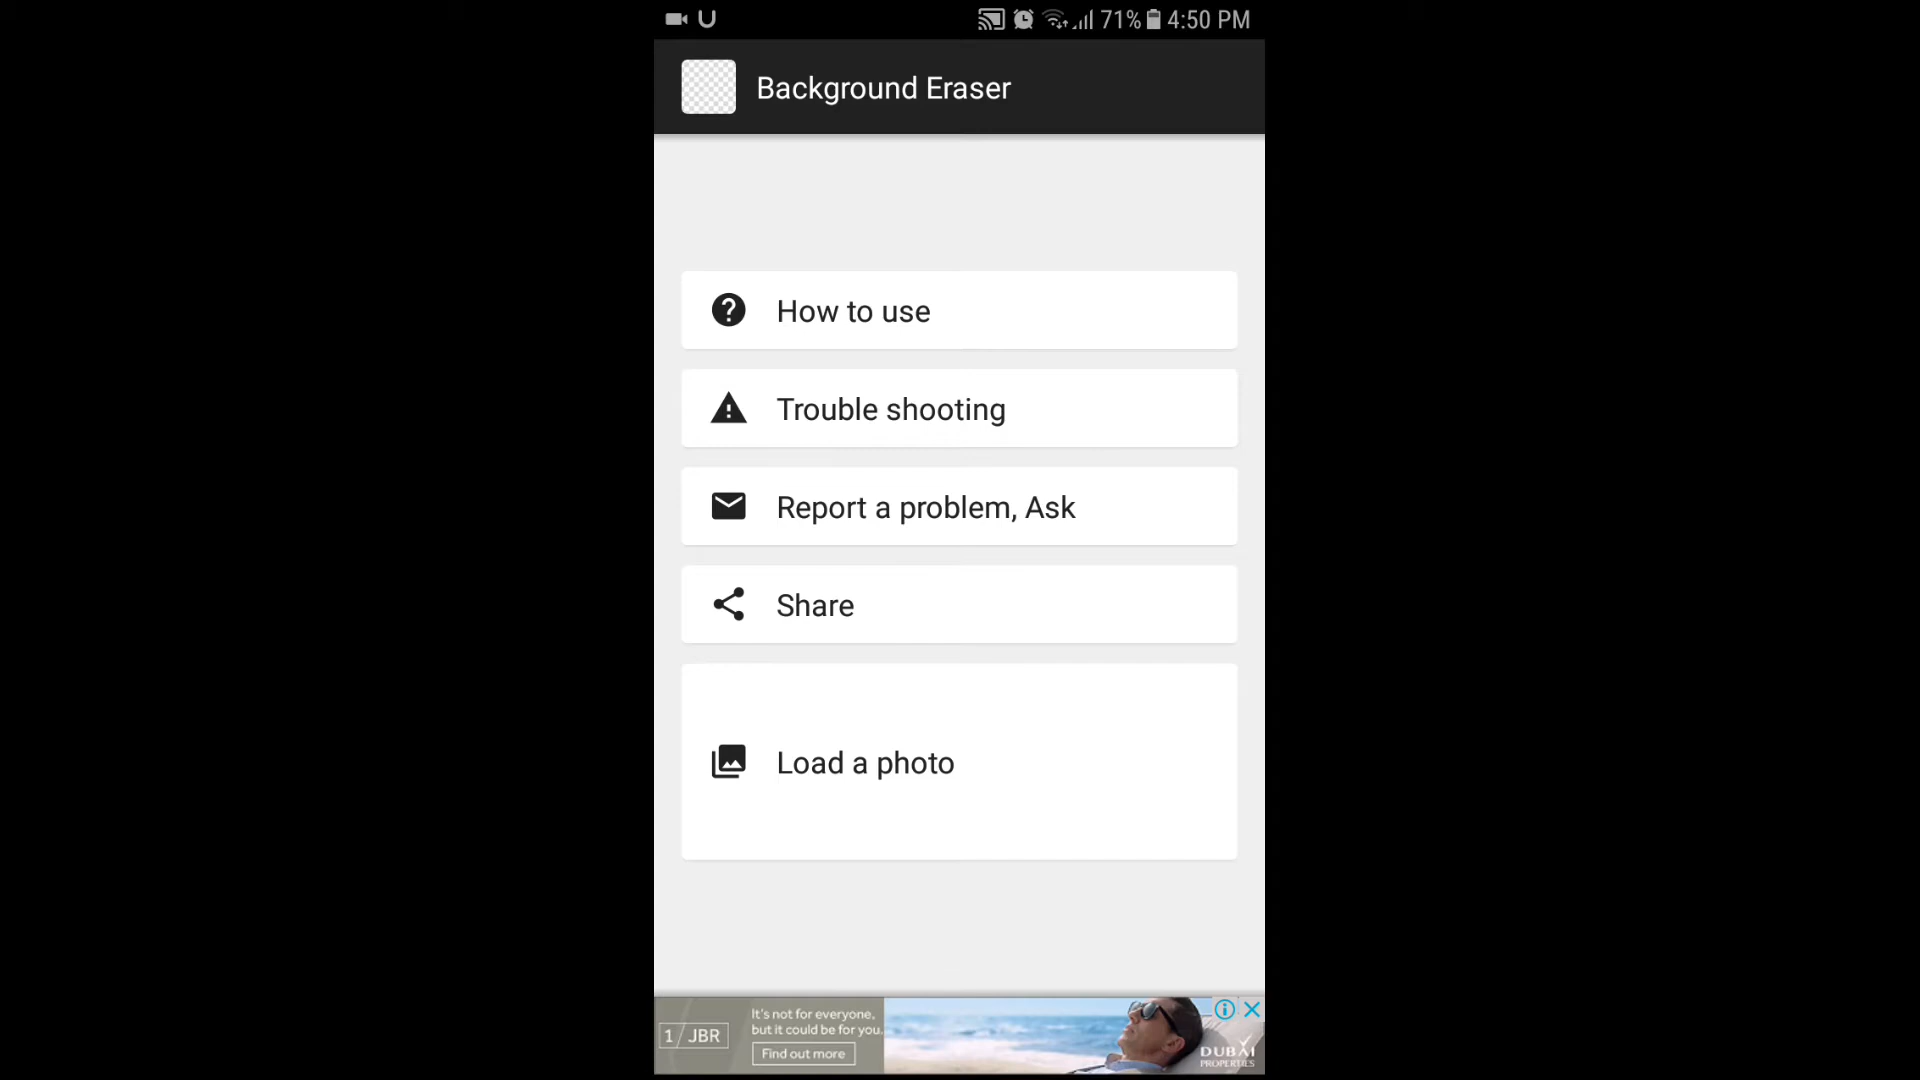 71% 4:50 PM
Background Eraser
How to use
Trouble shooting
Report a problem, Ask
Share
Load a photo
1/JBR
It's not for everyone,
but it could be for you.
Find out more
DUBAI
PROPERTIES